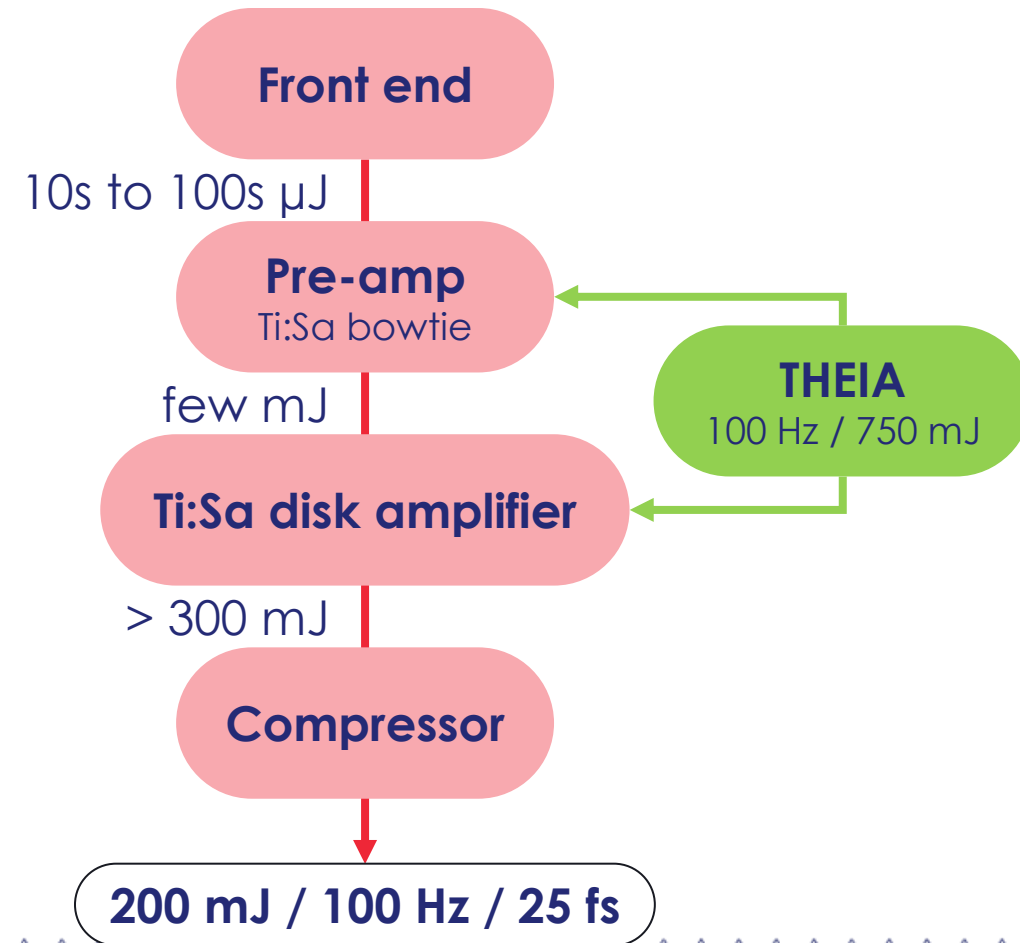 Front end
10s to 100s µJ
Pre-amp
Ti:Sa bowtie
THEIA
100 Hz / 750 mJ
few mJ
Ti:Sa disk amplifier
> 300 mJ
Compressor
200 mJ / 100 Hz / 25 fs